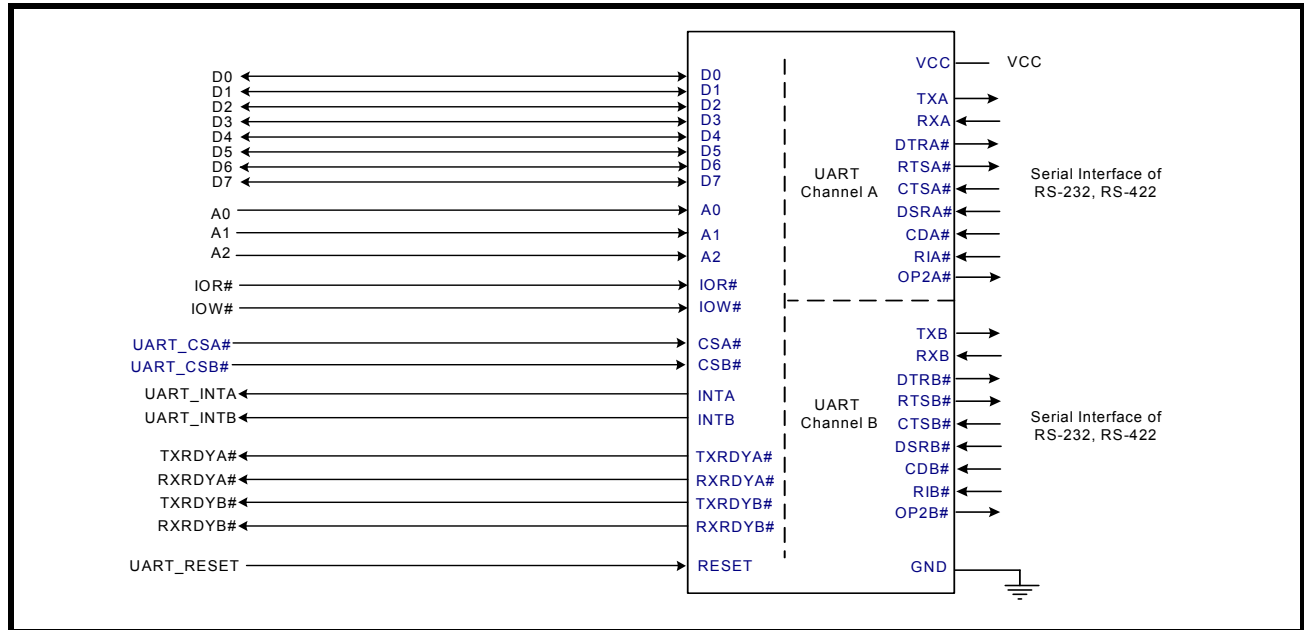 D0
D1
D2
D3
D4
D5
D6
D7
A0
A1
A2
IOR#
IOW#
UART_CSA#
UART_CSB#
UART_INTA
UART_INTB
TXRDYA#
RXRDYA#
TXRDYB#
RXRDYB#
UART_RESET
D0
D1
D2
D3
D4
D5
D6
D7
A0
A1
A2
IOR#
IOW#
CSA#
CSB#
INTA
INTB
TXRDYA#
RXRDYA#
TXRDYB#
RXRDYB#
RESET
UART
Channel A
UART
Channel B
VCC
TXA
RXA
DTRA#
RTSA#
CTSA#
DSRA#
CDA#
RIA#
OP2A#
TXB
RXB
DTRB#
RTSB#
CTSB#
DSRB#
CDB#
RIB#
OP2B#
GND
VCC
Serial Interface of
RS-232, RS-422
Serial Interface of
RS-232, RS-422